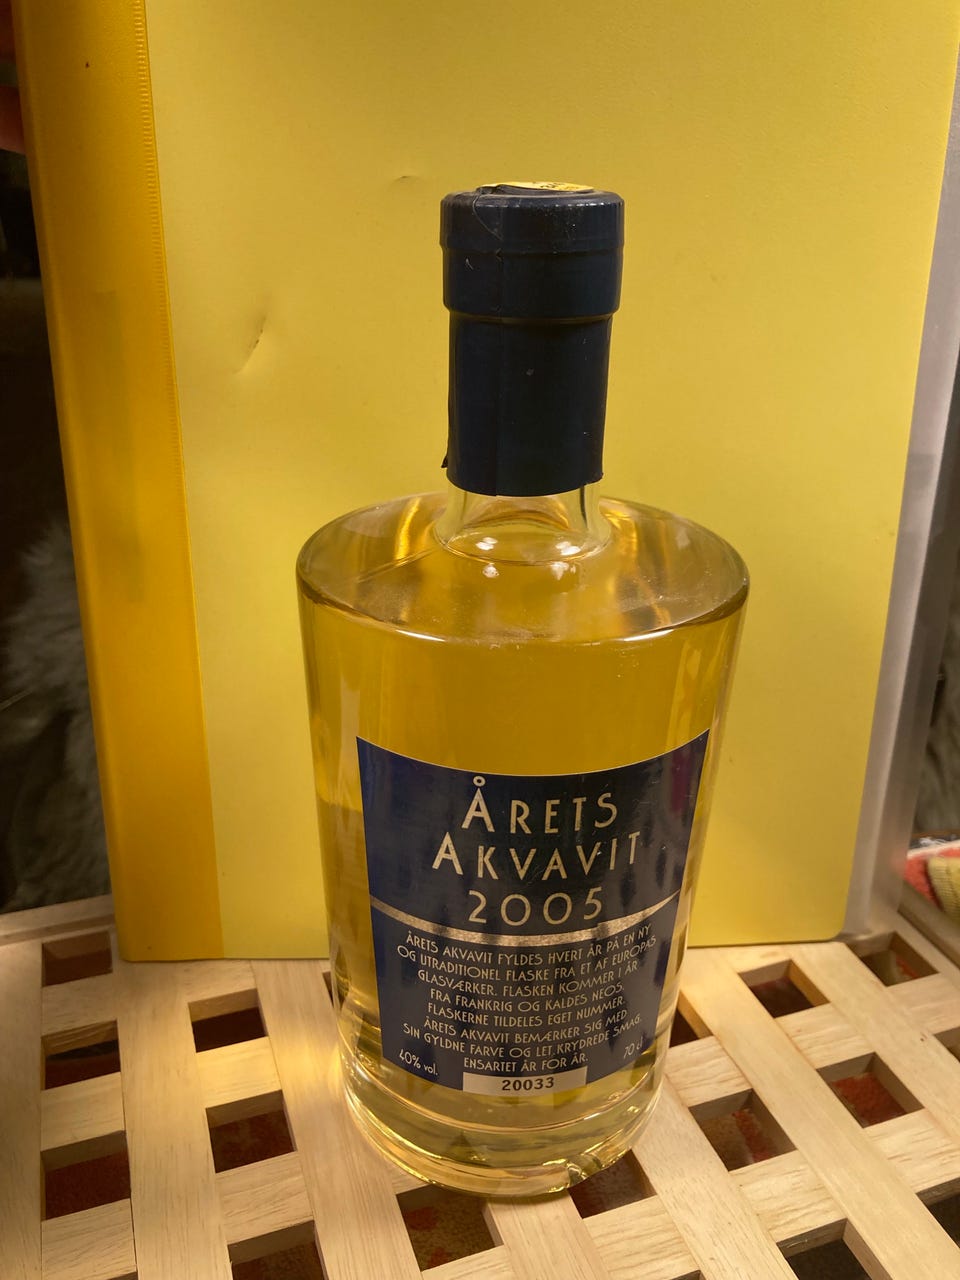 ÅRETS
AKVAVIT
2005
ÅRETS AKVAVIT FYLDES HVERT ÅR PÅ EN NY
OG UTRADITIONEL FLASKE FRA ET AF EUROPAS
GLASVÆRKER. FLASKEN KOMMER I ÅR
FRA FRANKRIG OG KALDES NEOS.
FLASKERNE TILDELES EGET NUMMER.
ÅRETS AKVAVIT BEMÆRKER SIG MED
SIN GYLDNE FARVE OG LET KRYDREDE SMAG.
ENSARTET ÅR FOR ÅR.
40% vol.
70 cl
20033